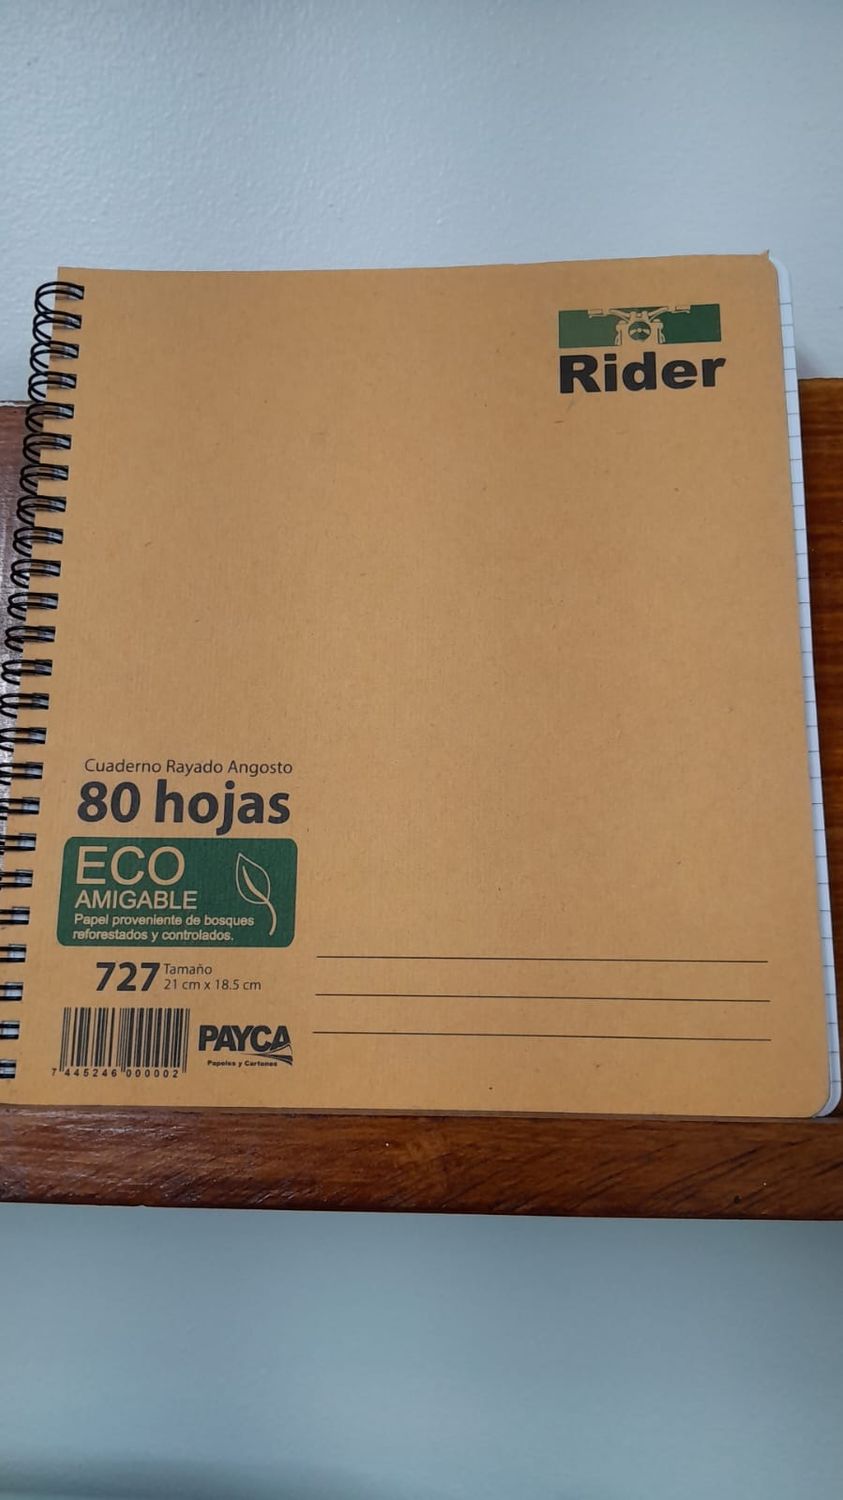 Rider
Cuaderno Rayado Angosto
80 hojas
ECO
AMIGABLE
Papel proveniente de bosques
reforestados y controlados.
727 Tamaño
21 cm x 18.5 cm
PAYCA
Papeles y Cartones
7 445246 000002